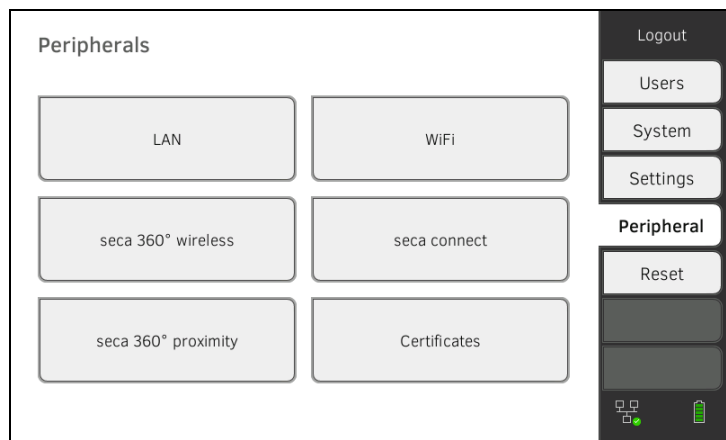 Peripherals
LAN
WiFi
seca 360° wireless
seca connect
seca 360° proximity
Certificates
Logout
Users
System
Settings
Peripheral
Reset